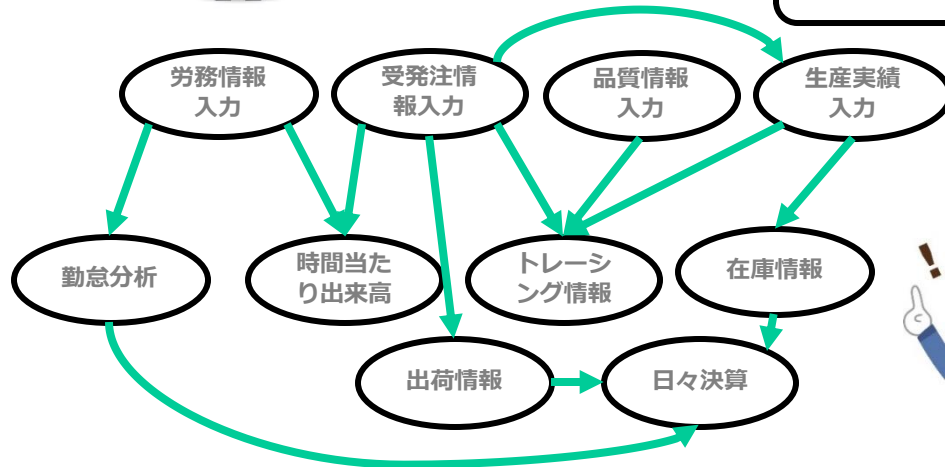 労務情報
入力
受発注情
報入力
品質情報
入力
生産実績
入力
勤怠分析
時間当た
り出来高
トレーシ
ング情報
在庫情報
出荷情報
日々決算